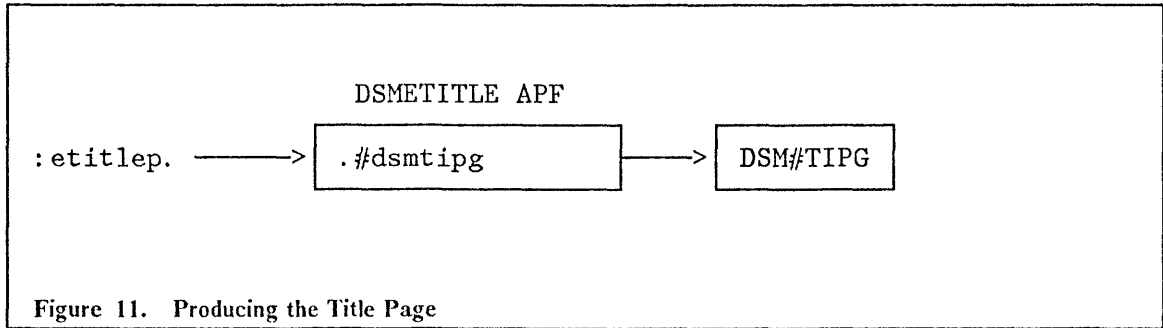 DSMETITLE APF
:etitlep. ———> .#dsmtipg ———> DSM#TIPG
Figure 11. Producing the Title Page